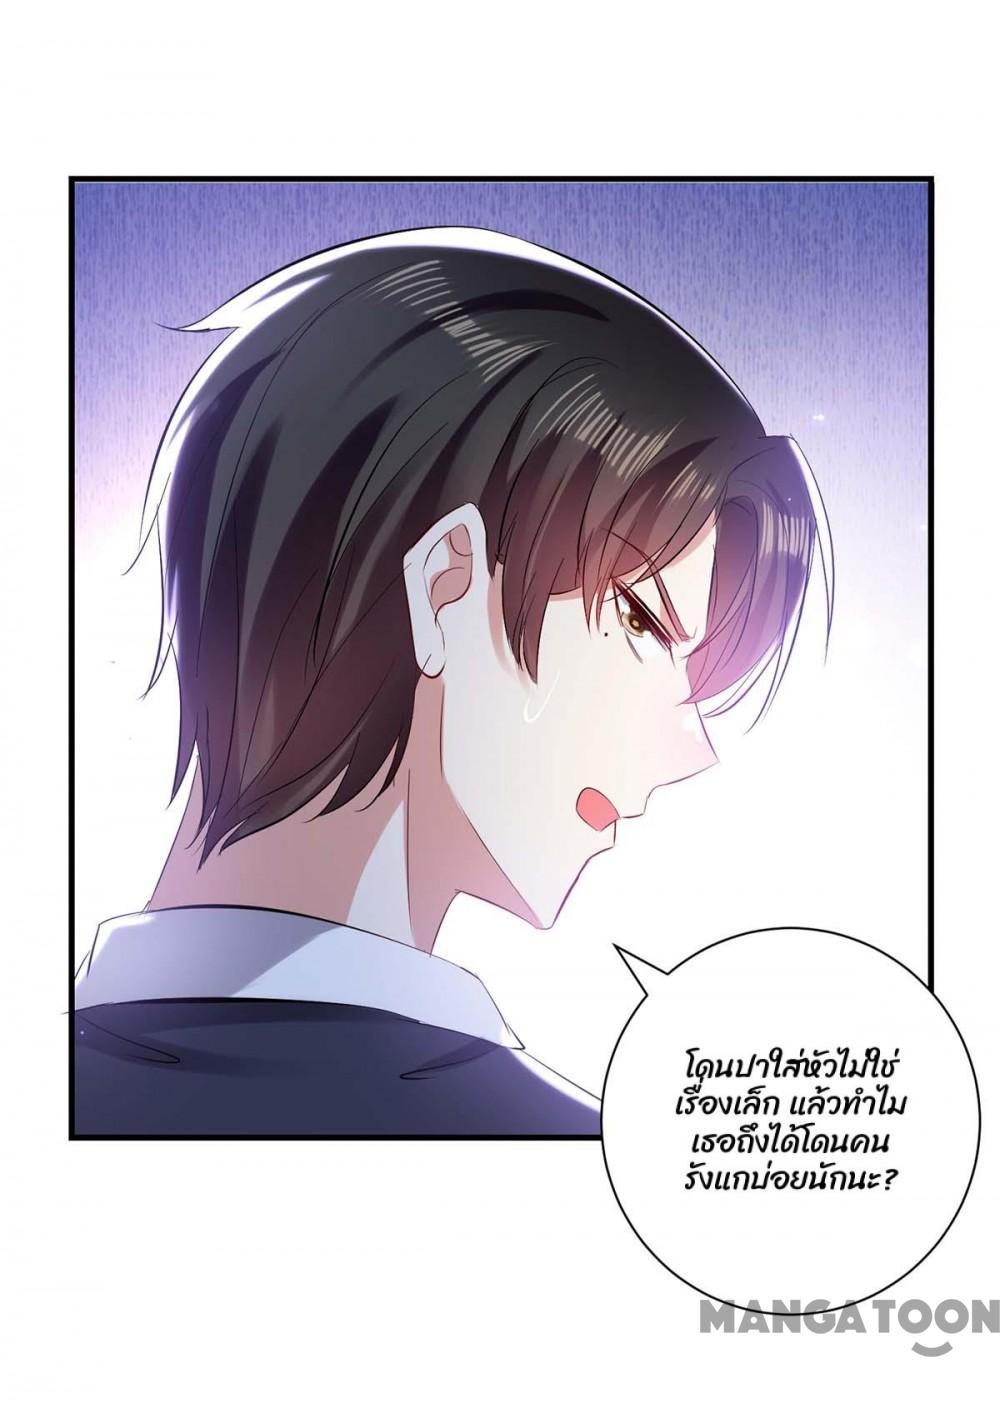 โดนปาใส่หัวไม่ใช่
เรื่องเล็ก แล้วทำไม
เธอถึงได้โดนคน
รังแกบ่อยนักนะ?
MANGATOON